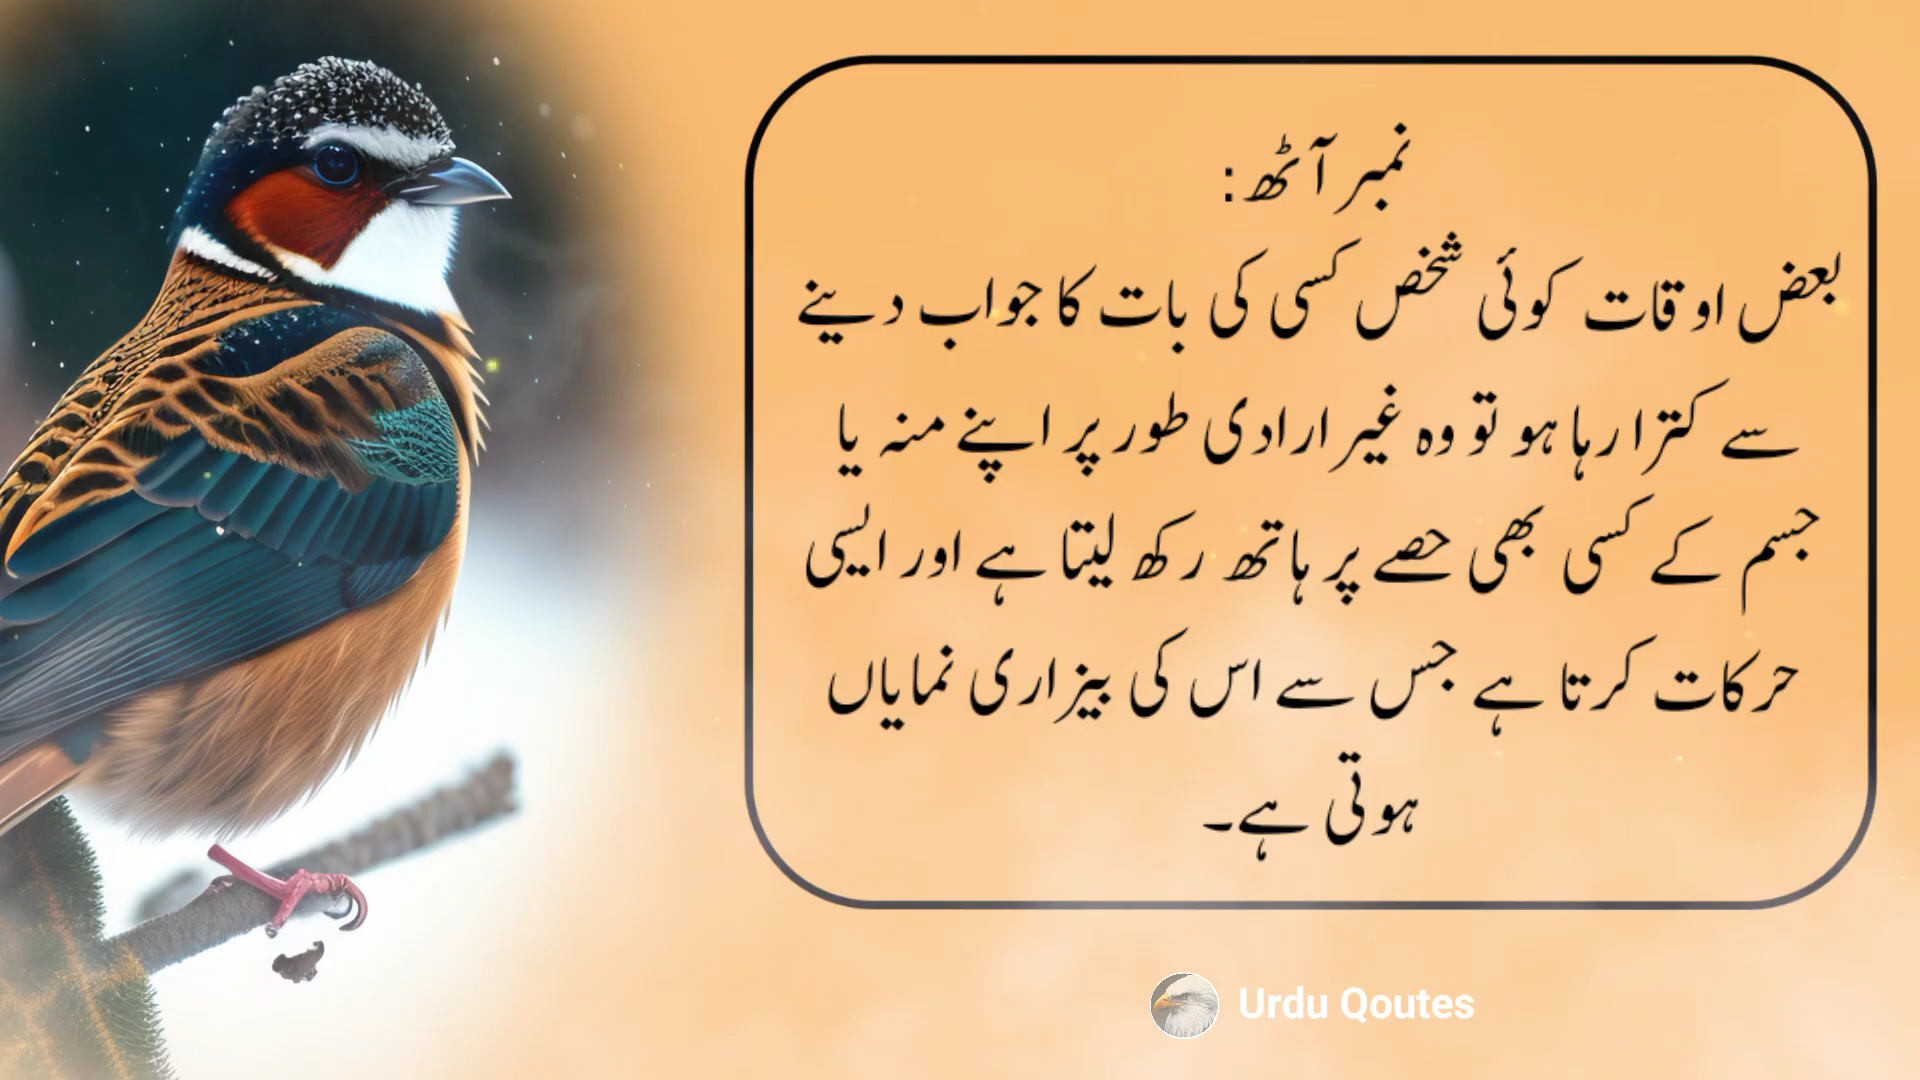 نمبر آٹھ:
بعض اوقات کوئی شخص کسی کی بات کا جواب دینے
سے کترا رہا ہو تو وہ غیر ارادی طور پر اپنے منہ یا
جسم کے کسی بھی حصے پر ہاتھ رکھ لیتا ہے اور ایسی
حرکات کرتا ہے جس سے اس کی بیزاری نمایاں
ہوتی ہے۔
Urdu Qoutes